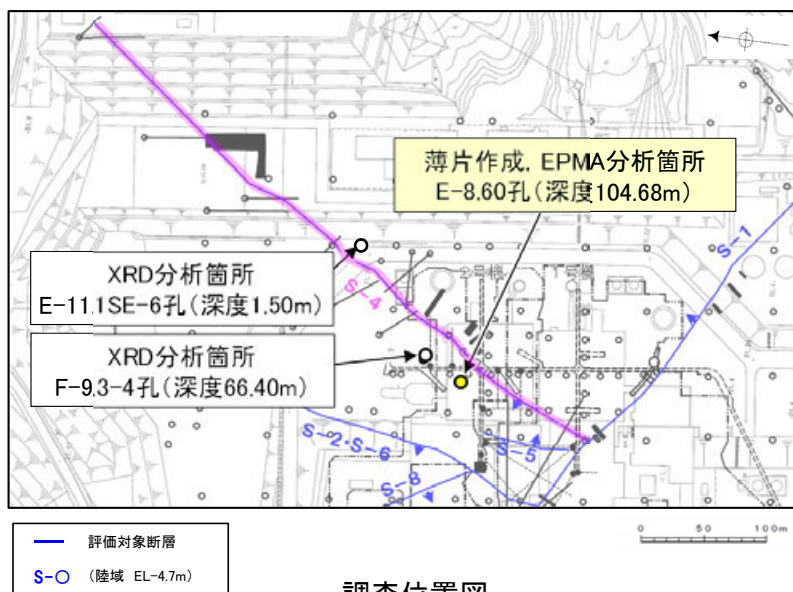 薄片作成, EPMA分析箇所
E-8.60孔(深度104.68m)
S-1
XRD分析箇所
E-11.1SE-6孔(深度1.50m)
S-4
2号機
1号機
XRD分析箇所
F-9.3-4孔(深度66.40m)
S-2・S-6
S-5
S-8
0 50 100m
評価対象断層
S-○ (陸域 EL-4.7m)
調査位置図